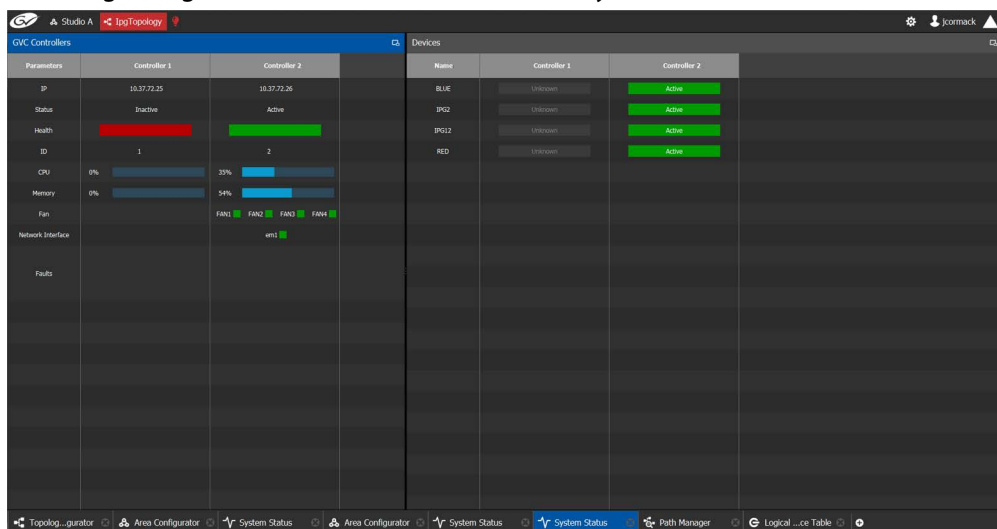 GV Studio A IpgTopology jcormack
GVC Controllers Devices
Parameters Controller 1 Controller 2 Name Controller 1 Controller 2
IP 10.37.72.25 10.37.72.26 BLUE Unknown Active
Status Inactive Active IPG2 Unknown Active
Health IPG12 Unknown Active
ID 1 2 RED Unknown Active
CPU 0% 35%
Memory 0% 54%
Fan FAN1 FAN2 FAN3 FAN4
Network Interface em1
Faults
Topolog...gurator Area Configurator System Status Area Configurator System Status System Status Path Manager Logical ...ce Table